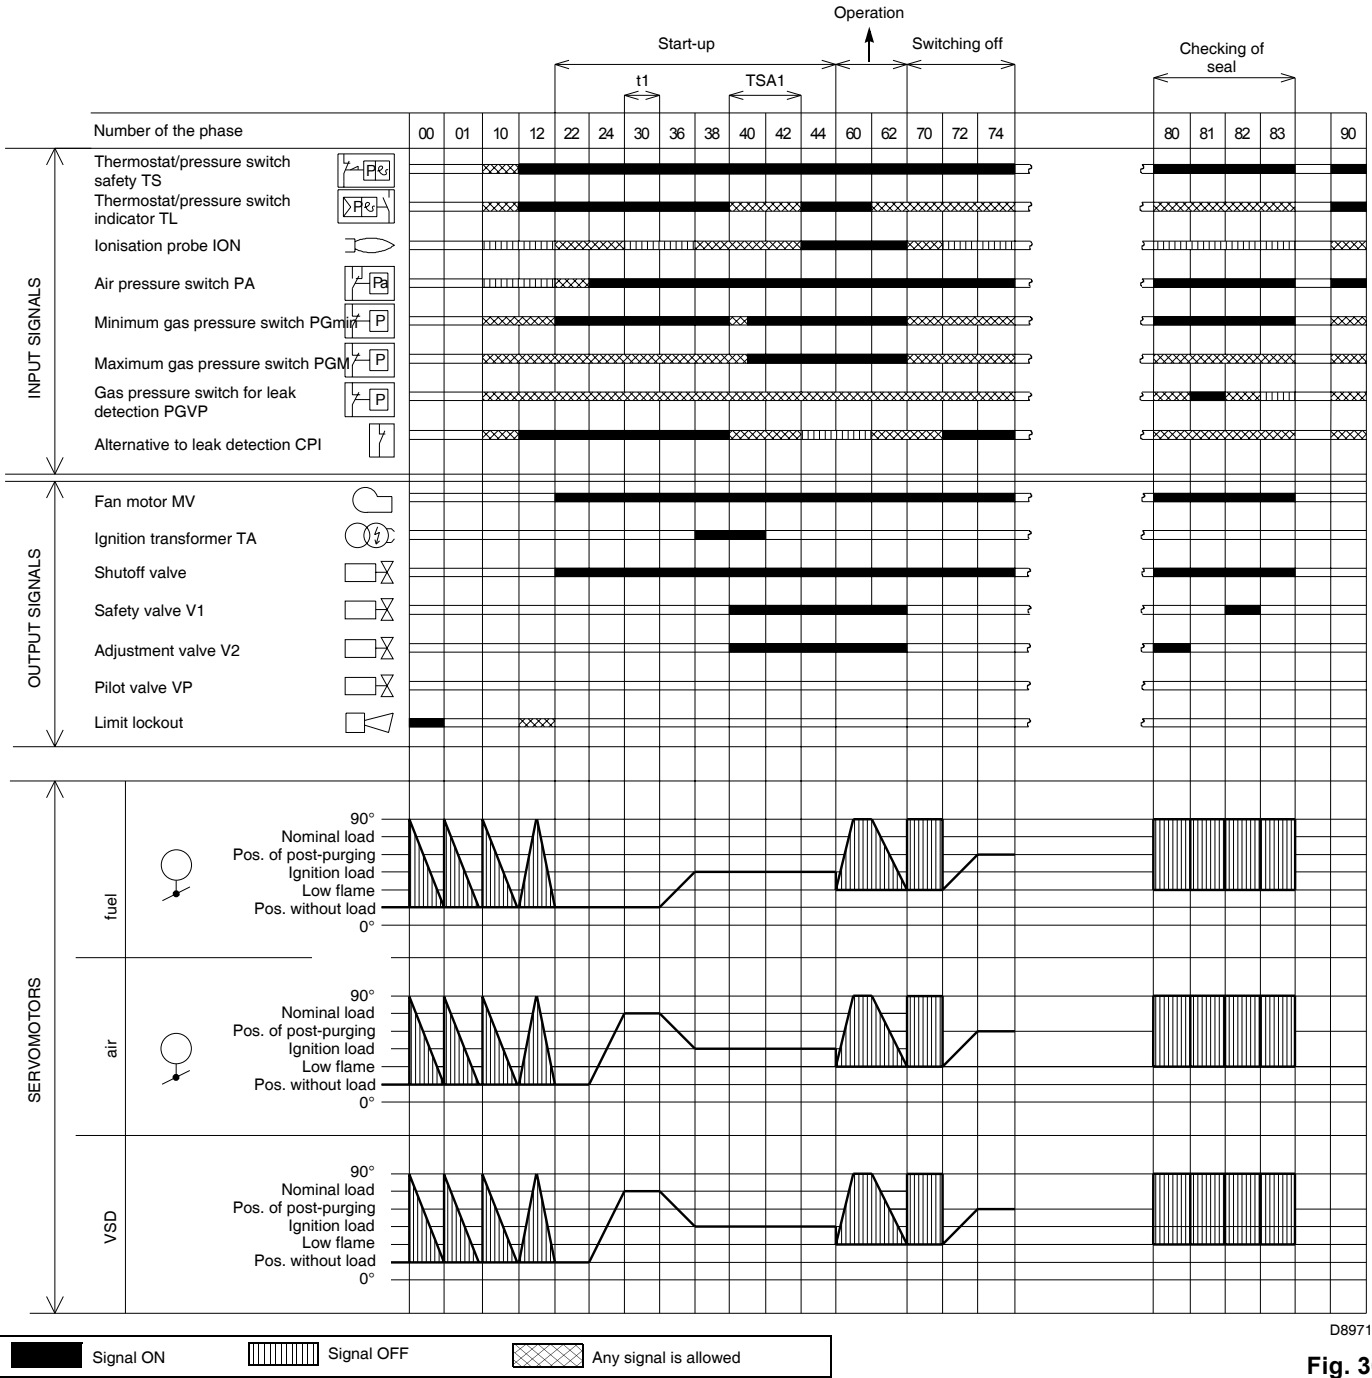 Operation
Start-up
Switching off
Checking of
seal
t1
TSA1
Number of the phase
00 01 10 12 22 24 30 36 38 40 42 44 60 62 70 72 74 80 81 82 83 90
INPUT SIGNALS
Thermostat/pressure switch
safety TS
P
Thermostat/pressure switch
indicator TL
P
Ionisation probe ION
Air pressure switch PA
Pa
Minimum gas pressure switch PGmin
P
Maximum gas pressure switch PGM
P
Gas pressure switch for leak
detection PGVP
P
Alternative to leak detection CPI
OUTPUT SIGNALS
Fan motor MV
Ignition transformer TA
Shutoff valve
Safety valve V1
Adjustment valve V2
Pilot valve VP
Limit lockout
SERVOMOTORS
fuel
90°
Nominal load
Pos. of post-purging
Ignition load
Low flame
Pos. without load
0°
air
90°
Nominal load
Pos. of post-purging
Ignition load
Low flame
Pos. without load
0°
VSD
90°
Nominal load
Pos. of post-purging
Ignition load
Low flame
Pos. without load
0°
D8971
Signal ON
Signal OFF
Any signal is allowed
Fig. 3